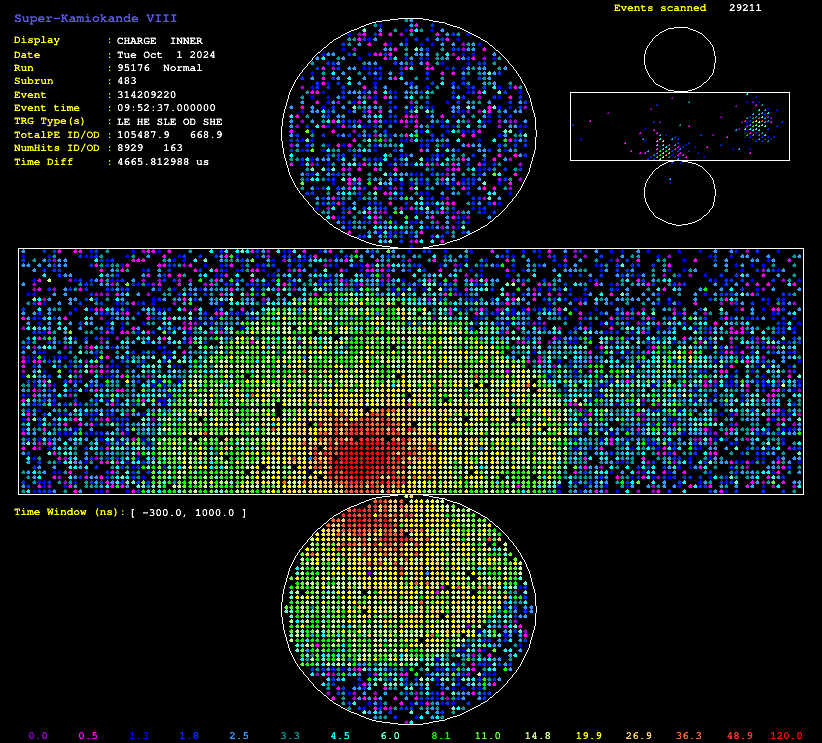 Super-Kamiokande VIII
Events scanned 29211
Display : CHARGE INNER
Date : Tue Oct 1 2024
Run : 95176 Normal
Subrun : 483
Event : 314209220
Event time : 09:52:37.000000
TRG Type(s) : LE HE SLE OD SHE
TotalPE ID/OD : 105487.9 668.9
NumHits ID/OD : 8929 163
Time Diff : 4665.812988 us
Time Window (ns): [ -300.0, 1000.0 ]
0.0 0.5 1.3 1.8 2.5 3.3 4.5 6.0 8.1 11.0 14.8 19.9 26.9 36.3 48.9 120.0